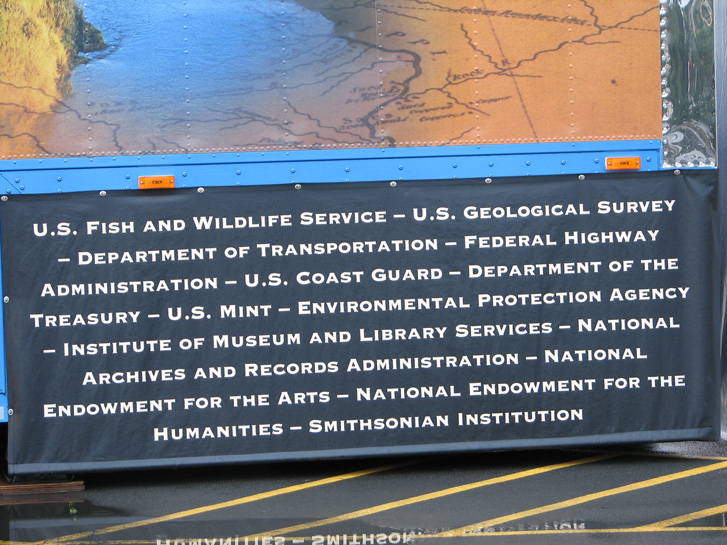 U.S. FISH AND WILDLIFE SERVICE – U.S. GEOLOGICAL SURVEY
– DEPARTMENT OF TRANSPORTATION – FEDERAL HIGHWAY
ADMINISTRATION – U.S. COAST GUARD – DEPARTMENT OF THE
TREASURY – U.S. MINT – ENVIRONMENTAL PROTECTION AGENCY
– INSTITUTE OF MUSEUM AND LIBRARY SERVICES – NATIONAL
ARCHIVES AND RECORDS ADMINISTRATION – NATIONAL
ENDOWMENT FOR THE ARTS – NATIONAL ENDOWMENT FOR THE
HUMANITIES – SMITHSONIAN INSTITUTION
HUMANITIES – SMITHSON